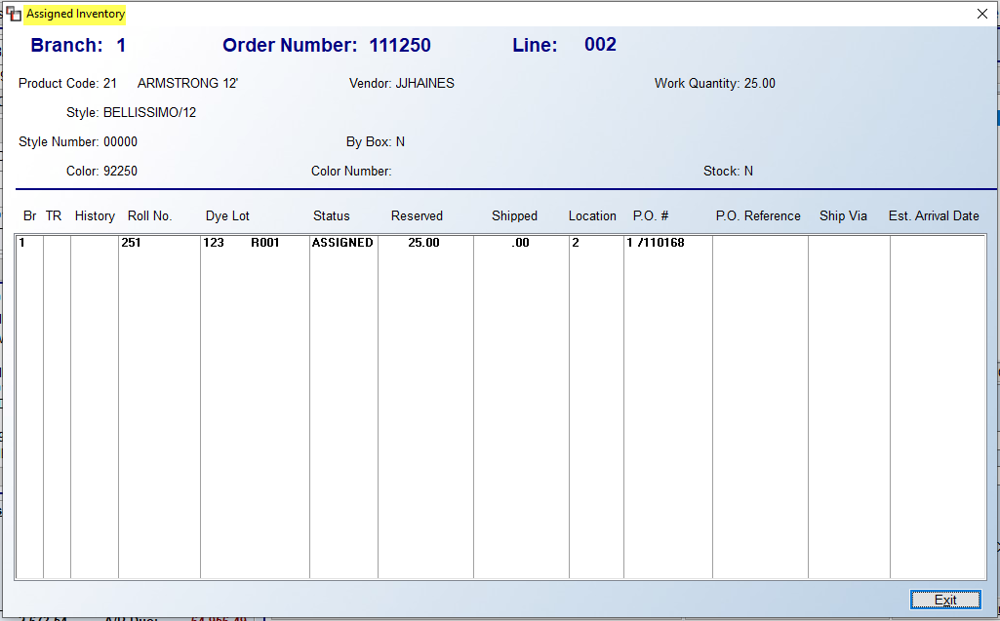 Assigned Inventory
Branch: 1 Order Number: 111250 Line: 002
Product Code: 21 ARMSTRONG 12' Vendor: JJHAINES Work Quantity: 25.00
Style: BELLISSIMO/12
Style Number: 00000 By Box: N
Color: 92250 Color Number: Stock: N
Br TR History Roll No. Dye Lot Status Reserved Shipped Location P.O. # P.O. Reference Ship Via Est. Arrival Date
1 251 123 R001 ASSIGNED 25.00 .00 2 1 /110168
Exit